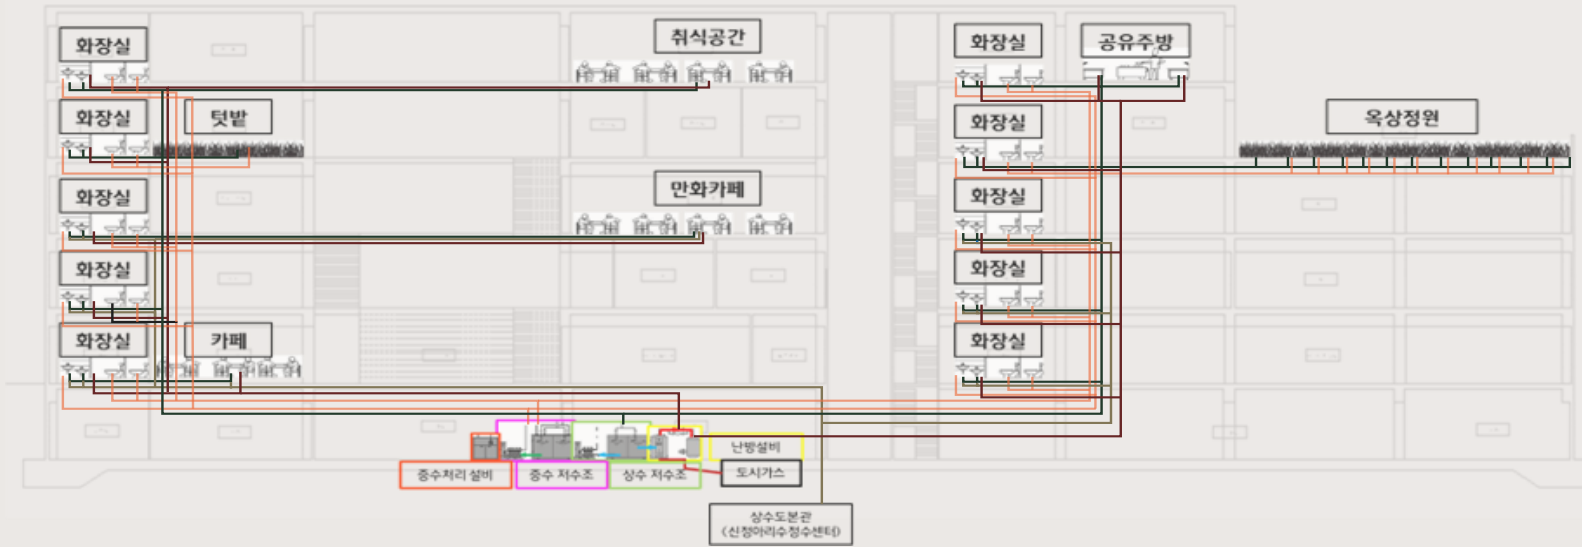 화장실
취식공간
화장실
공유주방
화장실
텃밭
화장실
옥상정원
화장실
만화카페
화장실
화장실
화장실
화장실
카페
화장실
난방설비
중수처리 설비
중수 저수조
상수 저수조
도시가스
상수도본관
(신정아리수정수센터)